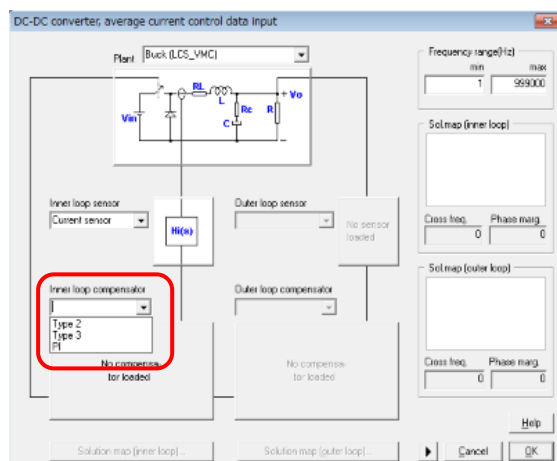 DC-DC converter, average current control data input
Plant Buck (LCS_VMC)
RL
L
+ Vo
Vin
Rc
C
R
-
Frequency range(Hz)
min max
1 999000
Sol.map (inner loop)
Cross freq. Phase marg.
0 0
Inner loop sensor
Current sensor
Hi(s)
Outer loop sensor
No sensor
loaded
Sol.map (outer loop)
Cross freq. Phase marg.
0 0
Inner loop compensator
Type 2
Type 3
PI
No compensa-
tor loaded
Outer loop compensator
No compensa-
tor loaded
Solution map (inner loop)...
Solution map (outer loop)...
Help
Cancel
OK